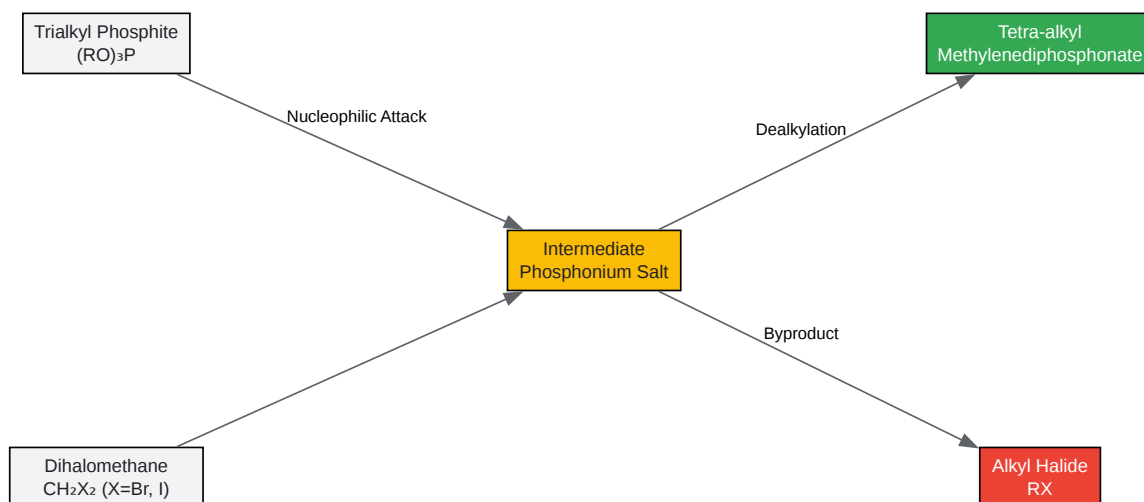 Trialkyl Phosphite
(RO)₃P
Tetra-alkyl
Methylenediphosphonate
Nucleophilic Attack
Dealkylation
Intermediate
Phosphonium Salt
Byproduct
Dihalomethane
CH₂X₂ (X=Br, I)
Alkyl Halide
RX